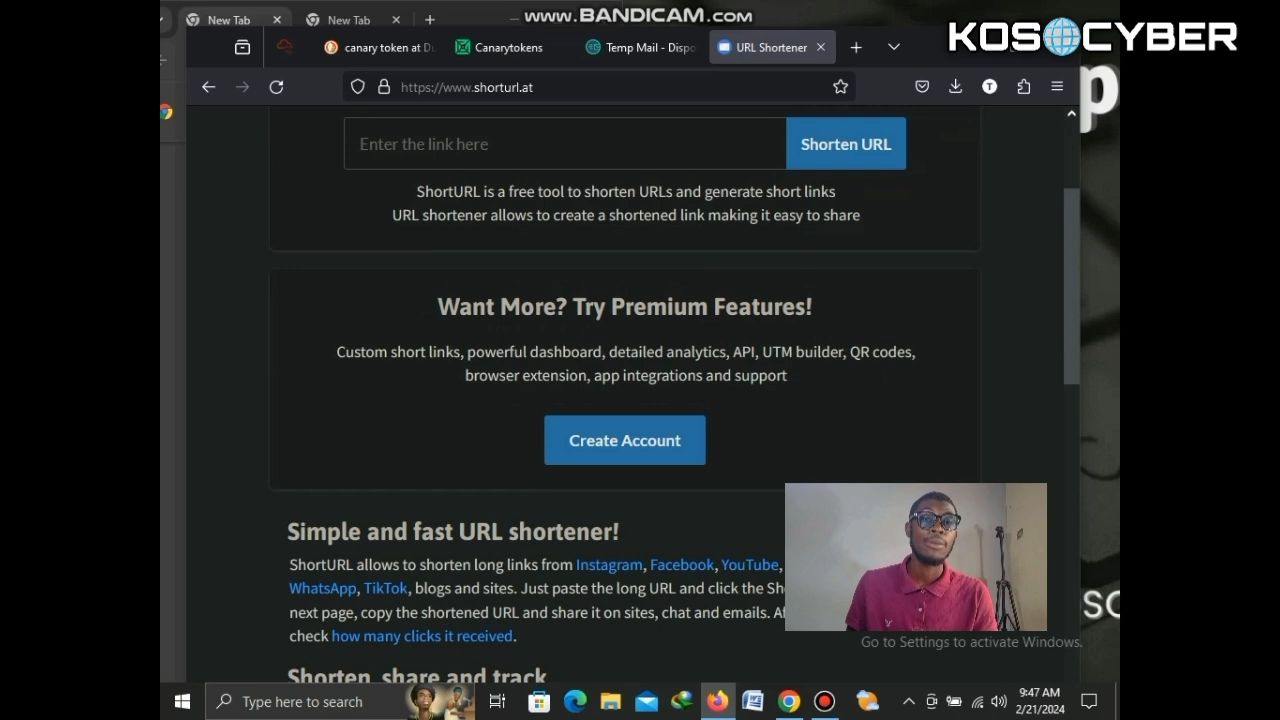 New Tab
New Tab
www.BANDICAM.com
KOSOCYBER
canary token at Du
Canarytokens
Temp Mail - Dispo
URL Shortener
https://www.shorturl.at
T
p
Enter the link here
Shorten URL
ShortURL is a free tool to shorten URLs and generate short links
URL shortener allows to create a shortened link making it easy to share
Want More? Try Premium Features!
Custom short links, powerful dashboard, detailed analytics, API, UTM builder, QR codes,
browser extension, app integrations and support
Create Account
Simple and fast URL shortener!
ShortURL allows to shorten long links from Instagram, Facebook, YouTube,
WhatsApp, TikTok, blogs and sites. Just paste the long URL and click the Sh
next page, copy the shortened URL and share it on sites, chat and emails. Af
check how many clicks it received.
so
Go to Settings to activate Windows.
Shorten, share and track
Type here to search
9:47 AM
2/21/2024